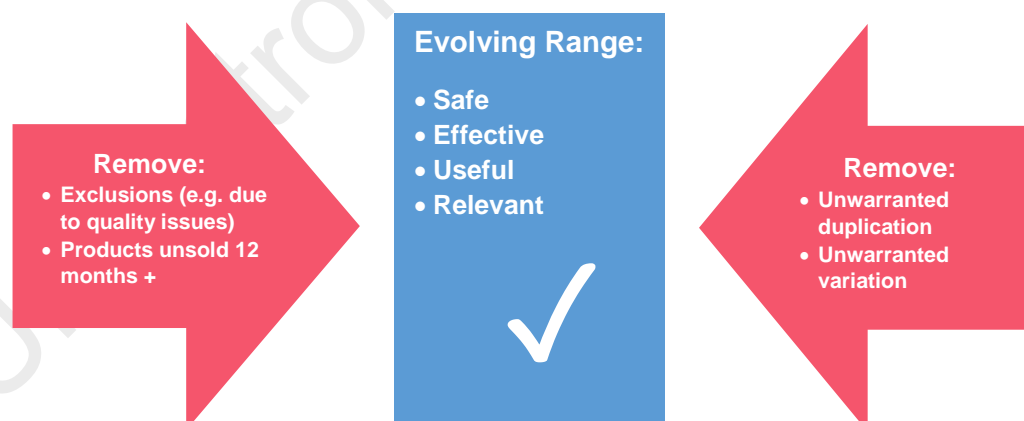 Remove:
• Exclusions (e.g. due
to quality issues)
• Products unsold 12
months +
Evolving Range:
• Safe
• Effective
• Useful
• Relevant
Remove:
• Unwarranted
duplication
• Unwarranted
variation